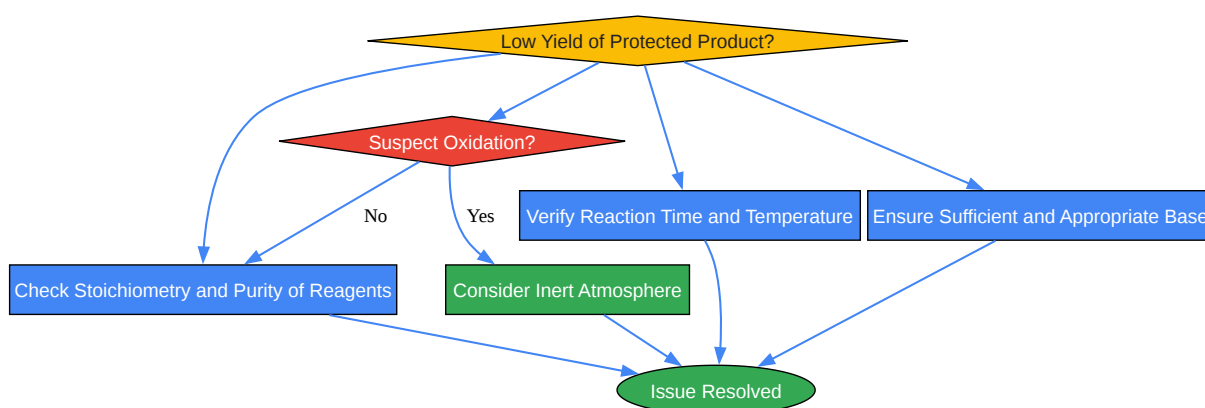 Low Yield of Protected Product?
Suspect Oxidation?
No
Yes
Verify Reaction Time and Temperature
Ensure Sufficient and Appropriate Base
Check Stoichiometry and Purity of Reagents
Consider Inert Atmosphere
Issue Resolved